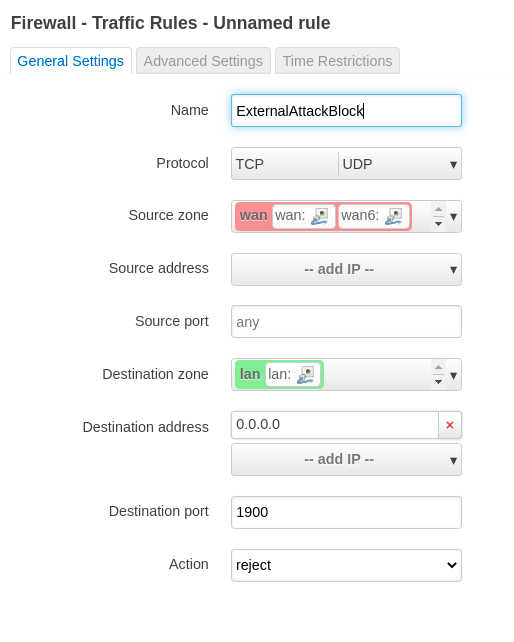 Firewall - Traffic Rules - Unnamed rule
General Settings Advanced Settings Time Restrictions
Name ExternalAttackBlock
Protocol TCP UDP ▾
Source zone wan wan: wan6: ▾
Source address -- add IP -- ▾
Source port any
Destination zone lan lan: ▾
Destination address 0.0.0.0 ×
-- add IP -- ▾
Destination port 1900
Action reject